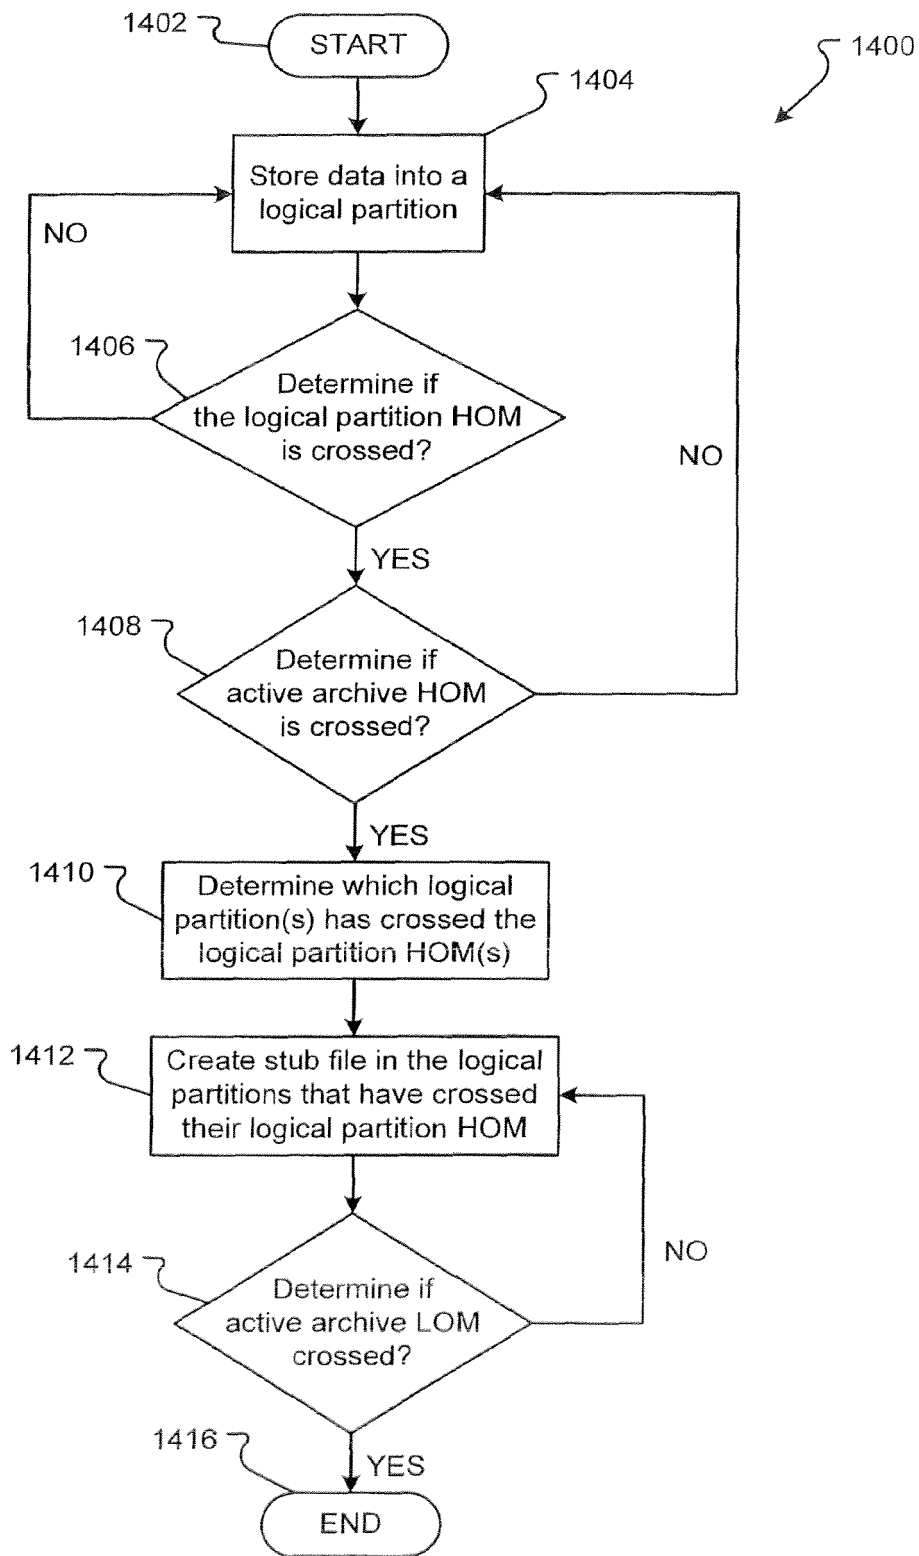 1402
START
1400
1404
Store data into a
logical partition
NO
1406
Determine if
the logical partition HOM
is crossed?
NO
YES
1408
Determine if
active archive HOM
is crossed?
YES
1410
Determine which logical
partition(s) has crossed the
logical partition HOM(s)
1412
Create stub file in the logical
partitions that have crossed
their logical partition HOM
1414
Determine if
active archive LOM
crossed?
NO
1416
YES
END